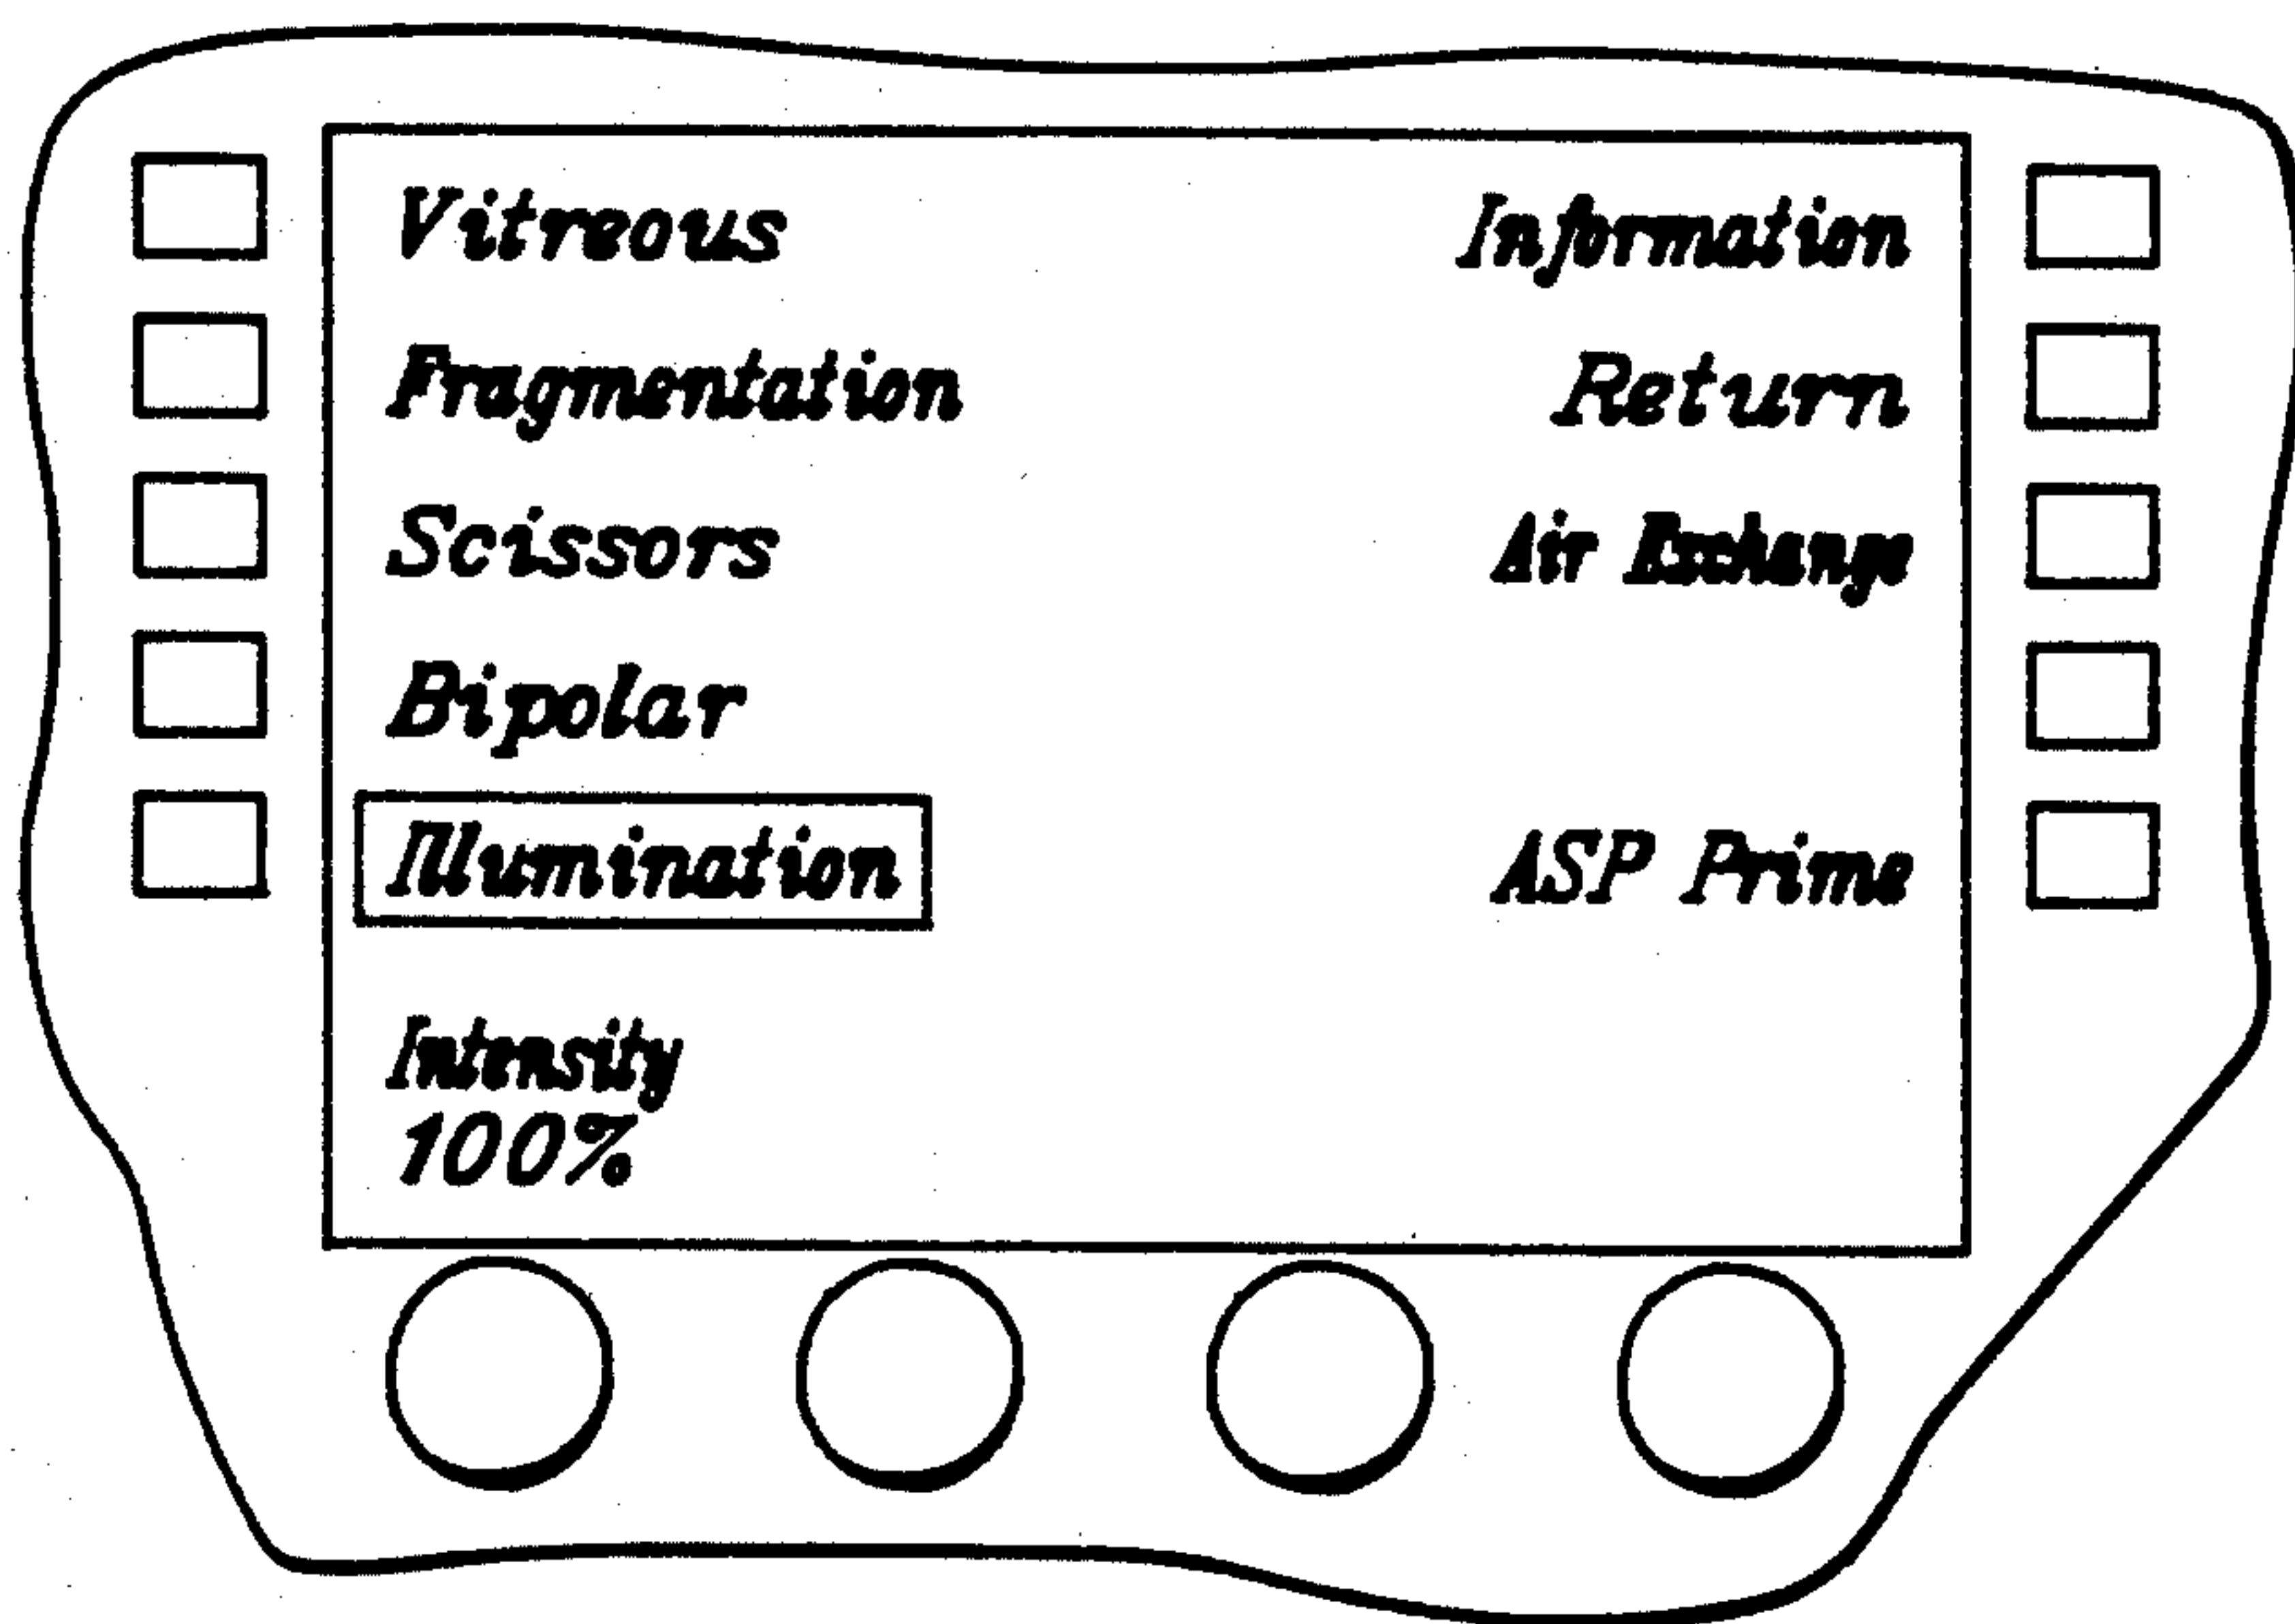 Vitreous
Information
Fragmentation
Return
Scissors
Air Exchange
Bipolar
Illumination
ASP Prime
Intensity
100%